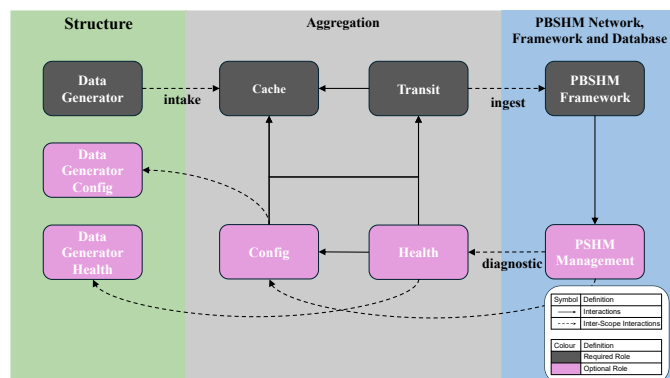 Structure
Aggregation
PBSHM Network,
Framework and Database
Data
Generator
intake
Cache
Transit
ingest
PBSHM
Framework
Data
Generator
Config
Data
Generator
Health
Config
Health
diagnostic
PSHM
Management
Symbol Definition
Interactions
Inter-Scope Interactions
Colour Definition
Required Role
Optional Role